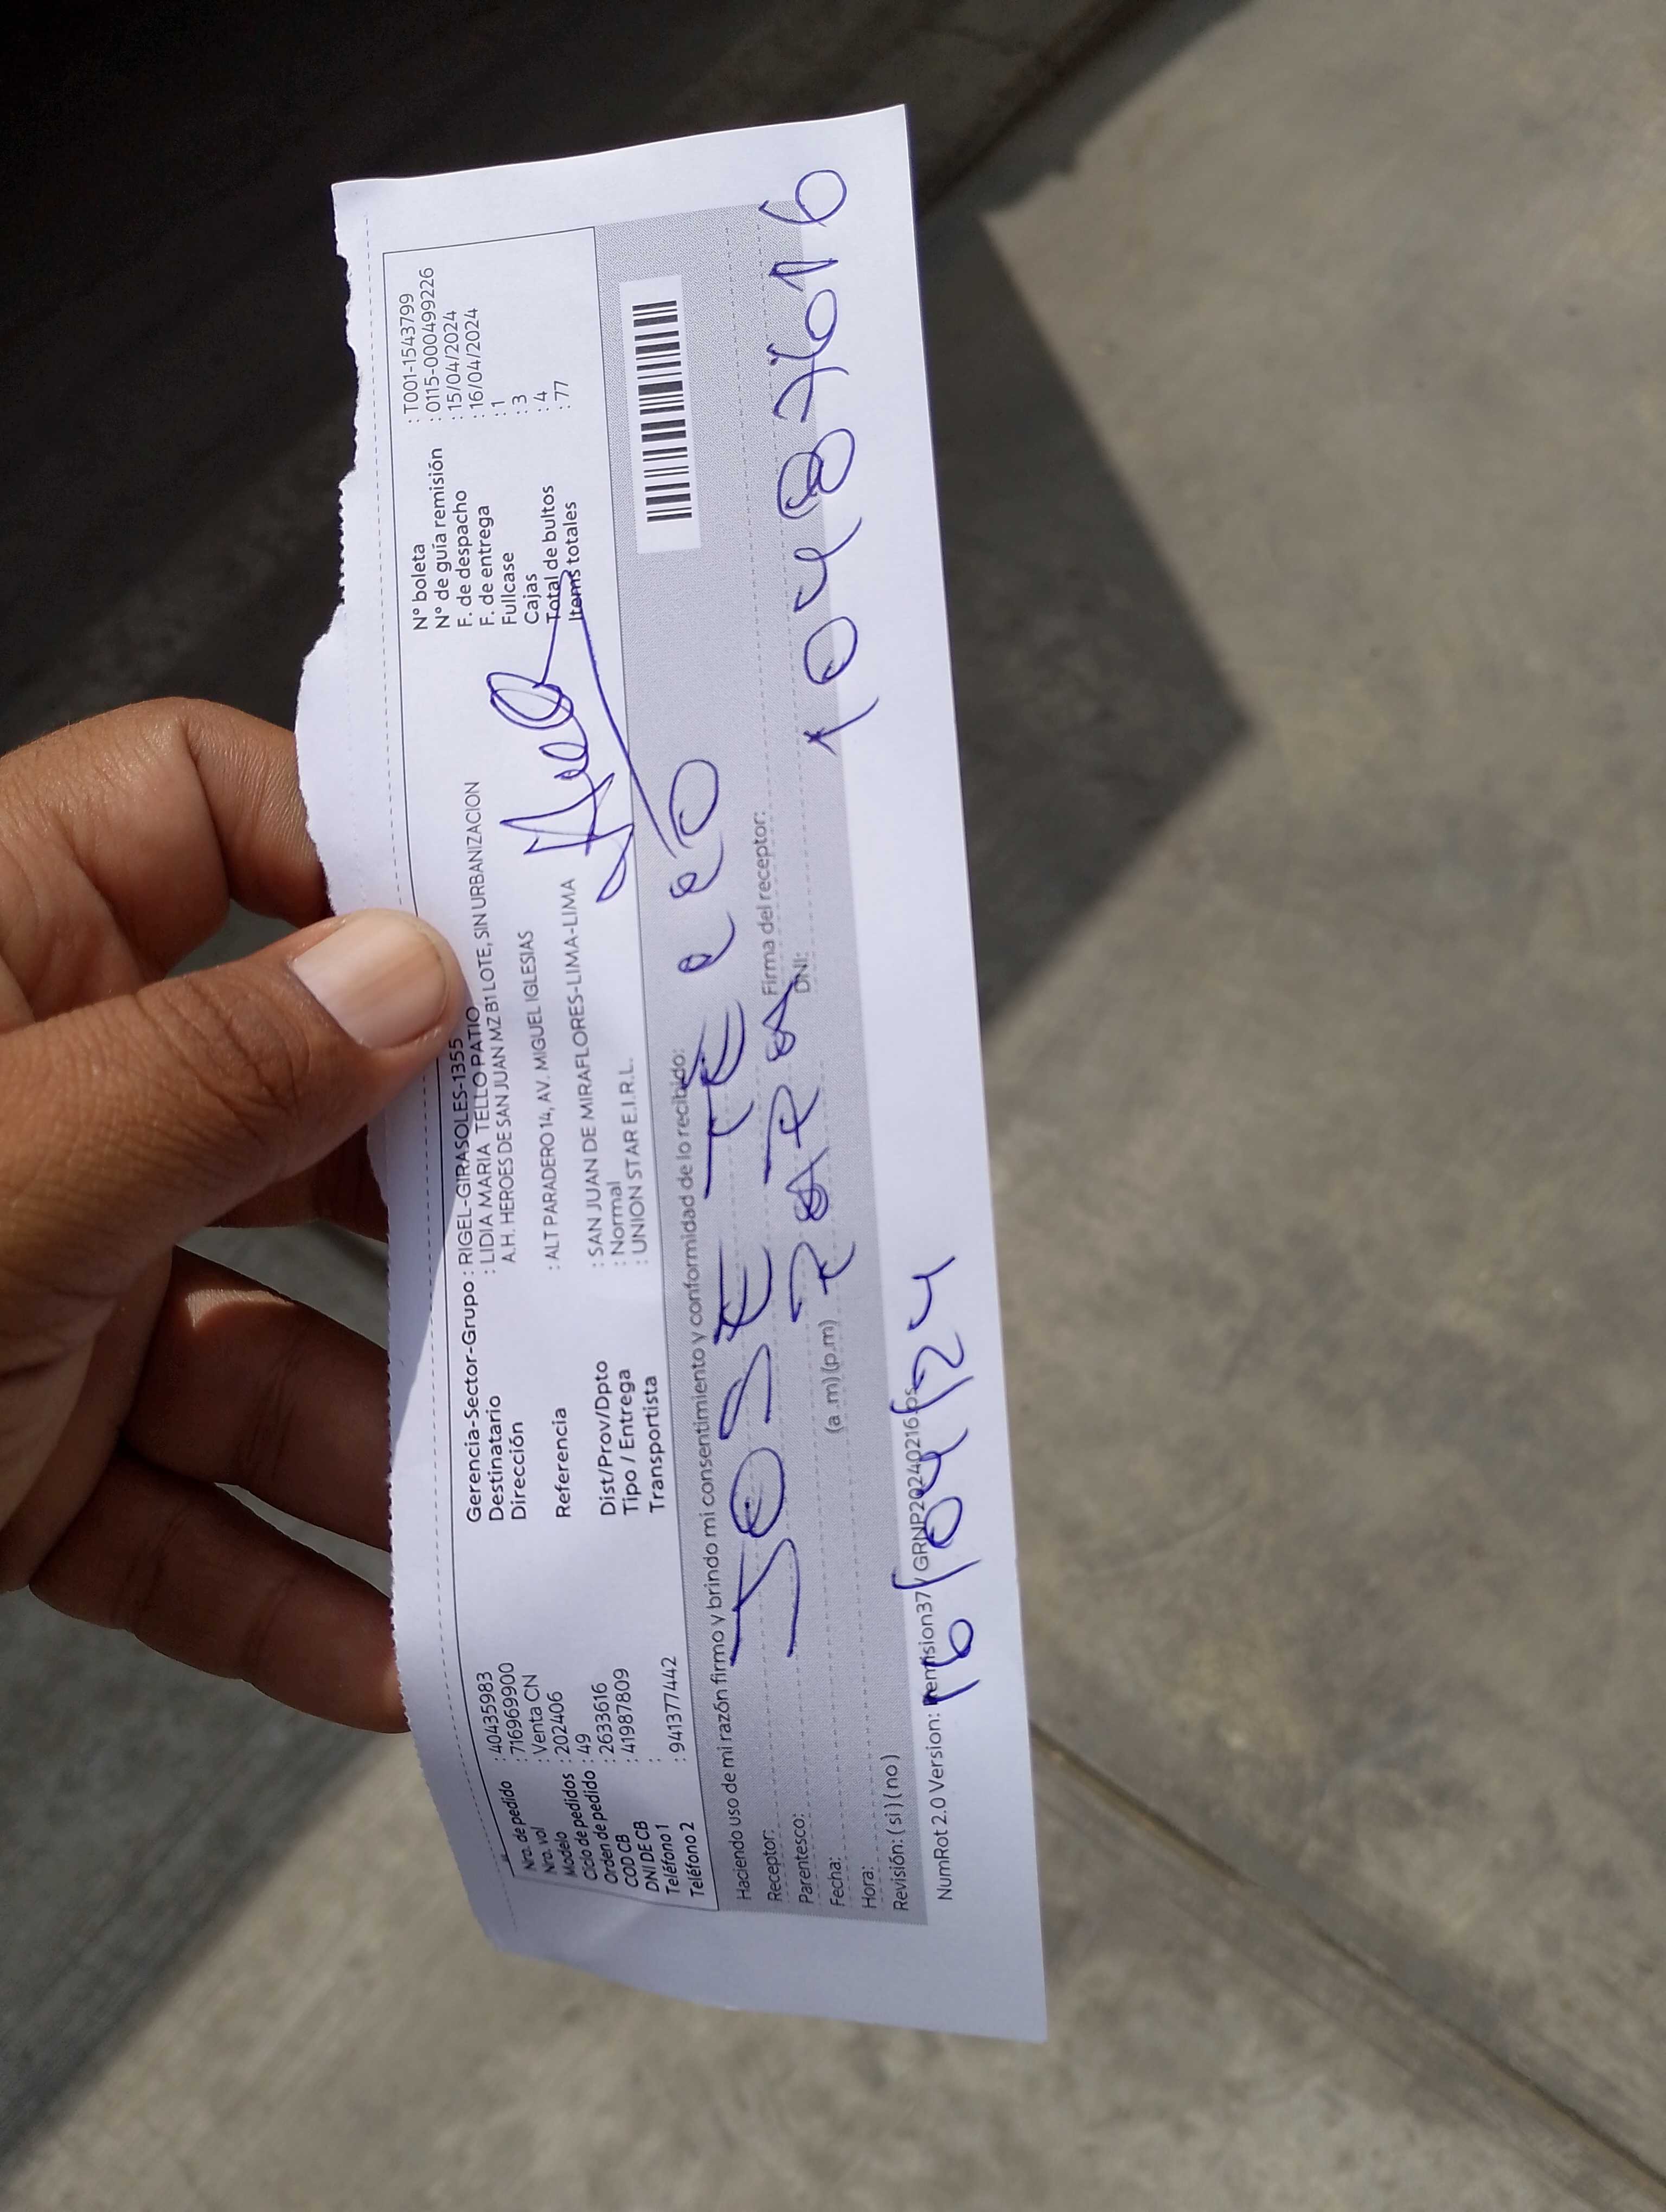 Nro. de pedido : 40435983
Nro. vol : 716969900
Modelo : Venta CN
Ciclo de pedidos : 202406
Orden de pedido : 49
COD CB : 2633616
DNI DE CB : 41987809
Teléfono 1 :
Teléfono 2 : 941377442
Gerencia-Sector-Grupo : RIGEL-GIRASOLES-1355
Destinatario : LIDIA MARIA TELLO PATIO
Dirección A.H. HEROES DE SAN JUAN MZ B1 LOTE, SIN URBANIZACION
Referencia : ALT PARADERO 14, AV. MIGUEL IGLESIAS
Dist/Prov/Dpto : SAN JUAN DE MIRAFLORES-LIMA-LIMA
Tipo / Entrega : Normal
Transportista : UNION STAR E.I.R.L.
N° boleta : T001-1543799
N° de guía remisión : 0115-0000499226
F. de despacho : 15/04/2024
F. de entrega : 16/04/2024
Fullcase : 1
Cajas : 3
Total de bultos : 4
Items totales : 77
Haciendo uso de mi razón firmo y brindo mi consentimiento y conformidad de lo recibido:
Receptor: JOSE
Parentesco:
Firma del receptor:
Fecha:
DNI:
Hora: (a.m) (p.m)
Revisión: ( si ) ( no )
NumRot 2.0 Version: Remision37 / GRNP20240216
16/04/24